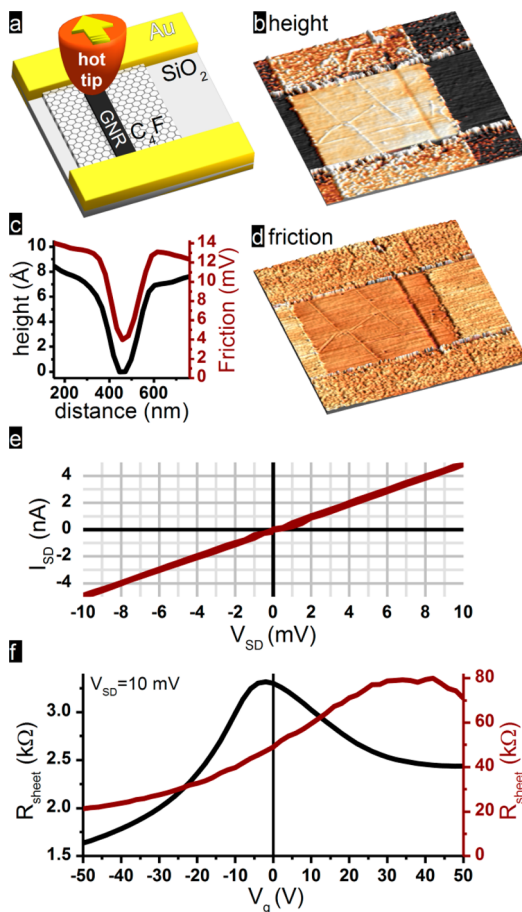 a
Au
hot
tip
SiO2
GNR
C4F
b height
c
10
8
6
4
2
0
height (Å)
14
12
10
8
6
4
2
0
Friction (mV)
200 400 600
distance (nm)
d friction
e
4
2
0
-2
-4
ISD (nA)
-10 -8 -6 -4 -2 0 2 4 6 8 10
VSD (mV)
f
VSD=10 mV
3.0
2.5
2.0
1.5
Rsheet (kΩ)
80
60
40
20
0
Rsheet (kΩ)
-50 -40 -30 -20 -10 0 10 20 30 40 50
Vg (V)